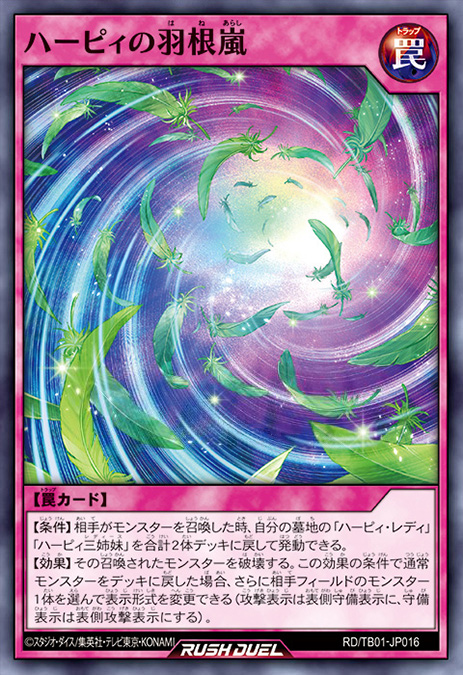 ハーピィの羽根嵐
トラップ
罠
【罠カード】
【条件】相手がモンスターを召喚した時、自分の墓地の「ハーピィ・レディ」
「ハーピィ三姉妹」を合計2体デッキに戻して発動できる。
【効果】その召喚されたモンスターを破壊する。この効果の条件で通常
モンスターをデッキに戻した場合、さらに相手フィールドのモンスター
1体を選んで表示形式を変更できる(攻撃表示は表側守備表示に、守備
表示は表側攻撃表示にする)。
©スタジオ・ダイス/集英社・テレビ東京・KONAMI
RUSH DUEL
RD/TB01-JP016